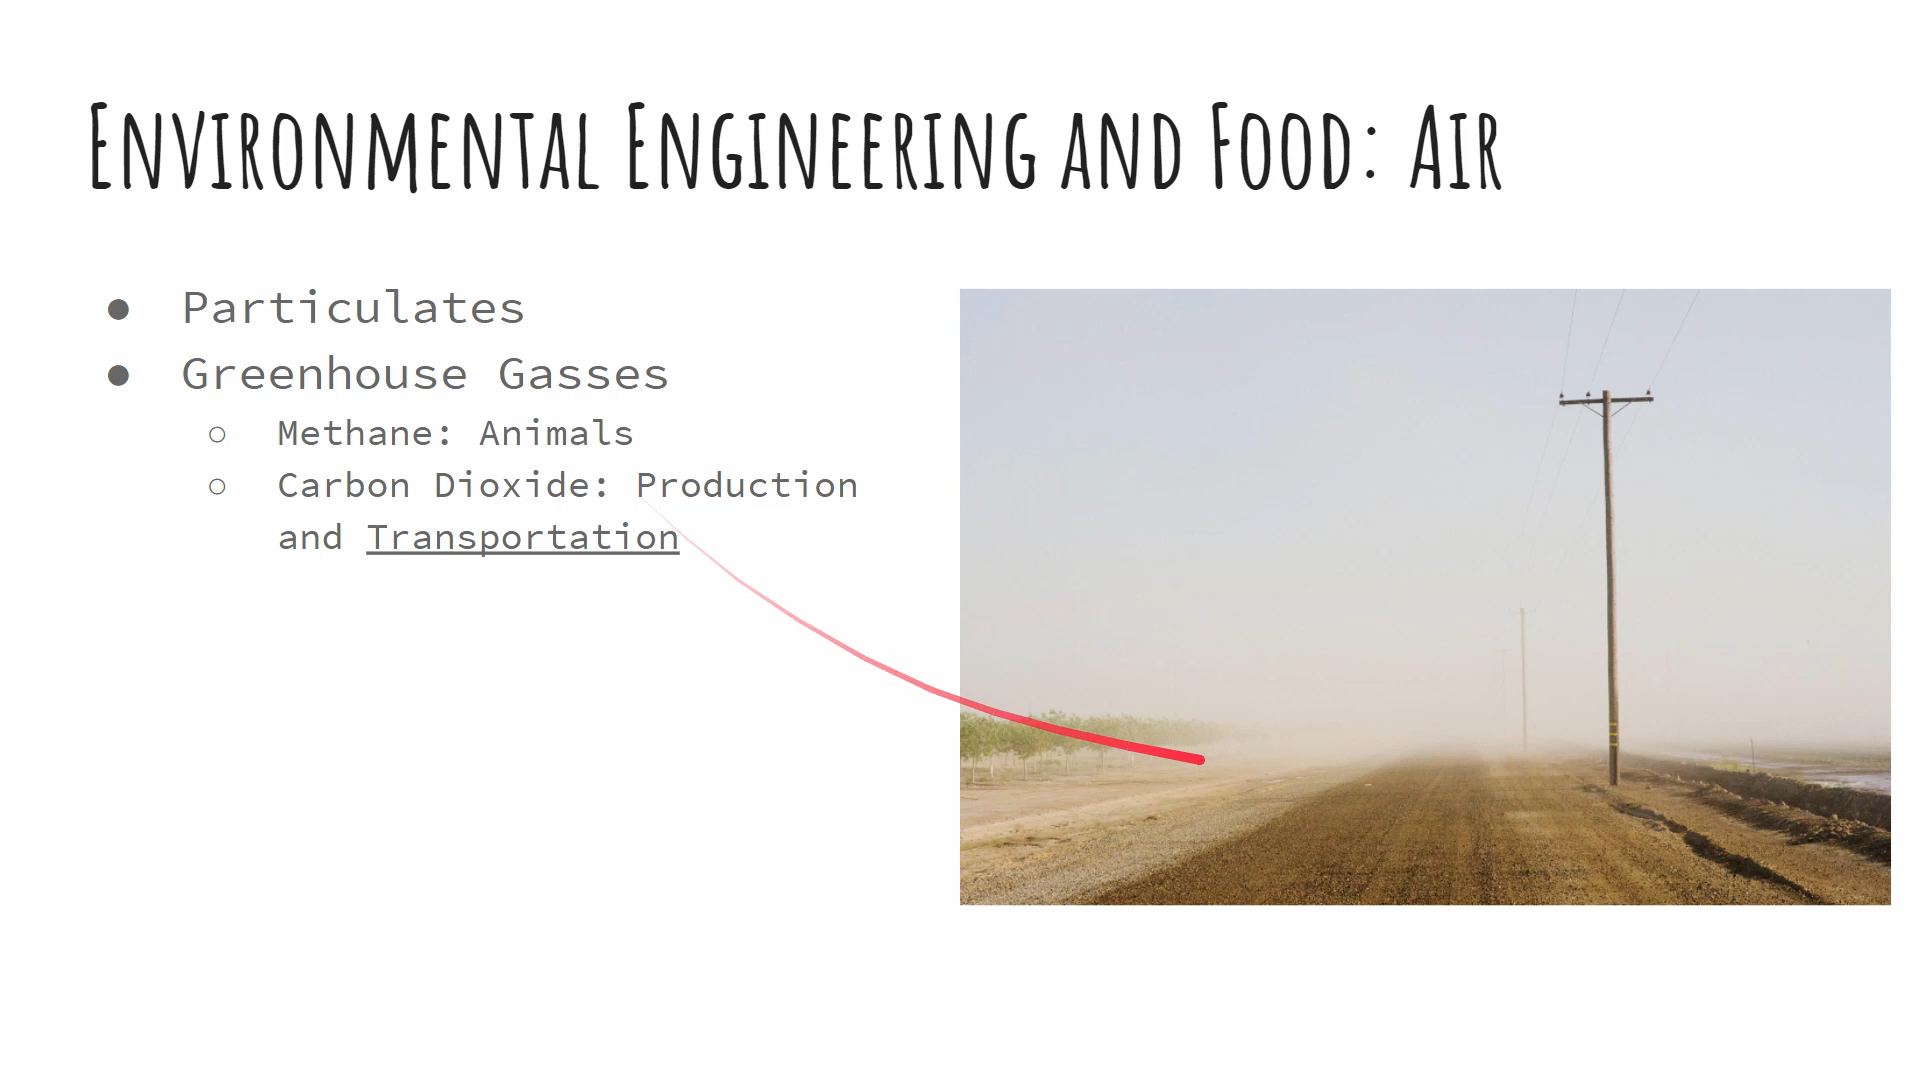 Environmental Engineering and Food: Air
● Particulates
● Greenhouse Gasses
○ Methane: Animals
○ Carbon Dioxide: Production
and Transportation